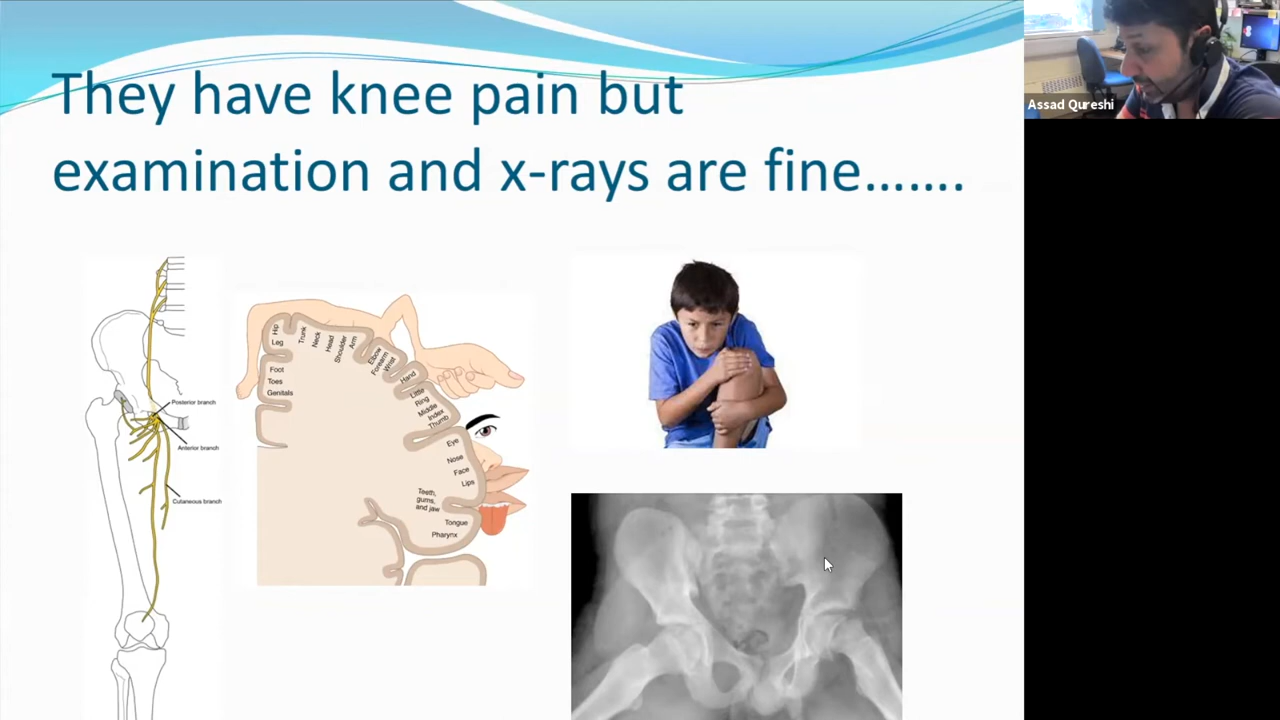 They have knee pain but
examination and x-rays are fine…….
Assad Qureshi
Posterior branch
Anterior branch
Cutaneous branch
Hip
Leg
Foot
Toes
Genitals
Trunk
Neck
Head
Shoulder
Arm
Elbow
Forearm
Wrist
Hand
Little
Ring
Middle
Index
Thumb
Eye
Nose
Face
Lips
Teeth,
gums,
and jaw
Tongue
Pharynx